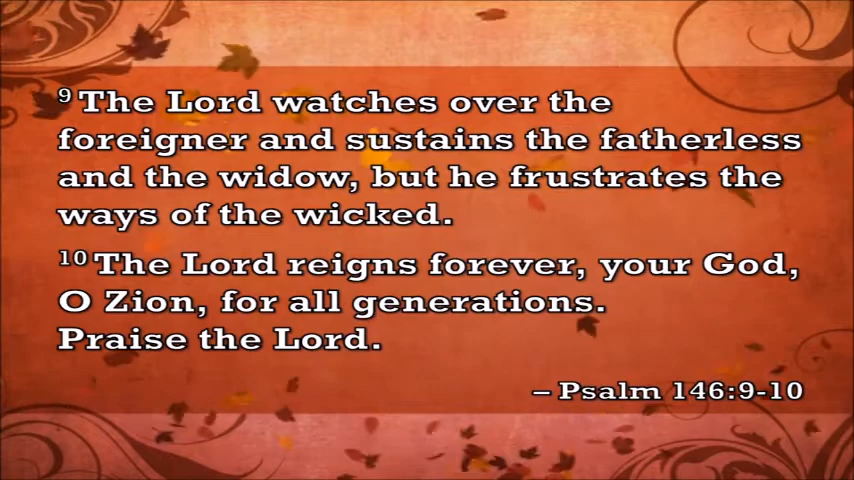 9 The Lord watches over the
foreigner and sustains the fatherless
and the widow, but he frustrates the
ways of the wicked.
10 The Lord reigns forever, your God,
O Zion, for all generations.
Praise the Lord.
– Psalm 146:9-10